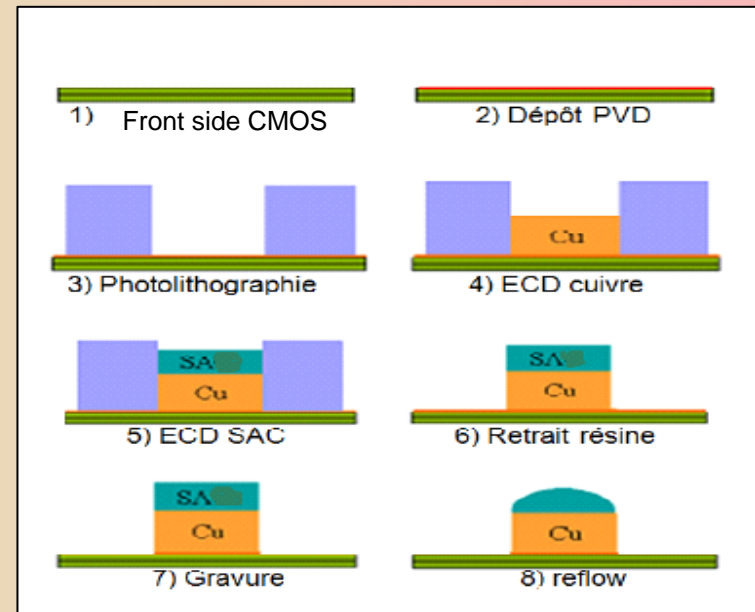 1) Front side CMOS
2) Dépôt PVD
3) Photolithographie
Cu
4) ECD cuivre
SA
Cu
5) ECD SAC
SA
Cu
6) Retrait résine
SA
Cu
7) Gravure
Cu
8) reflow